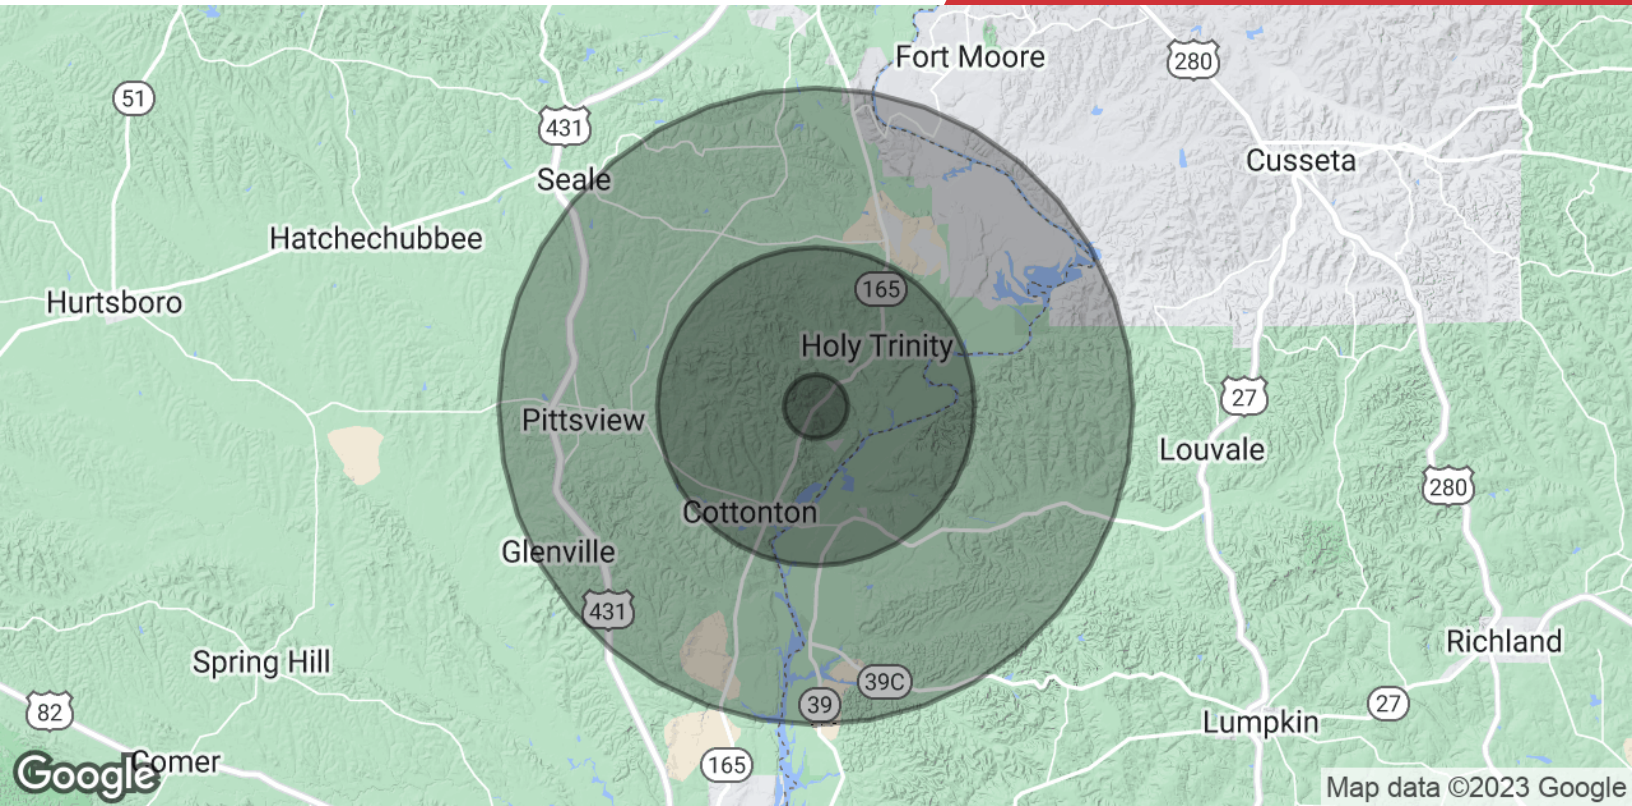 Fort Moore
280
51
431
Cusseta
Seale
Hatchechubbee
165
Hurtsboro
Holy Trinity
27
Pittsview
Louvale
280
Cottonton
Glenville
431
Richland
Spring Hill
39C
39
27
82
Lumpkin
Comer
165
Google
Map data ©2023 Google